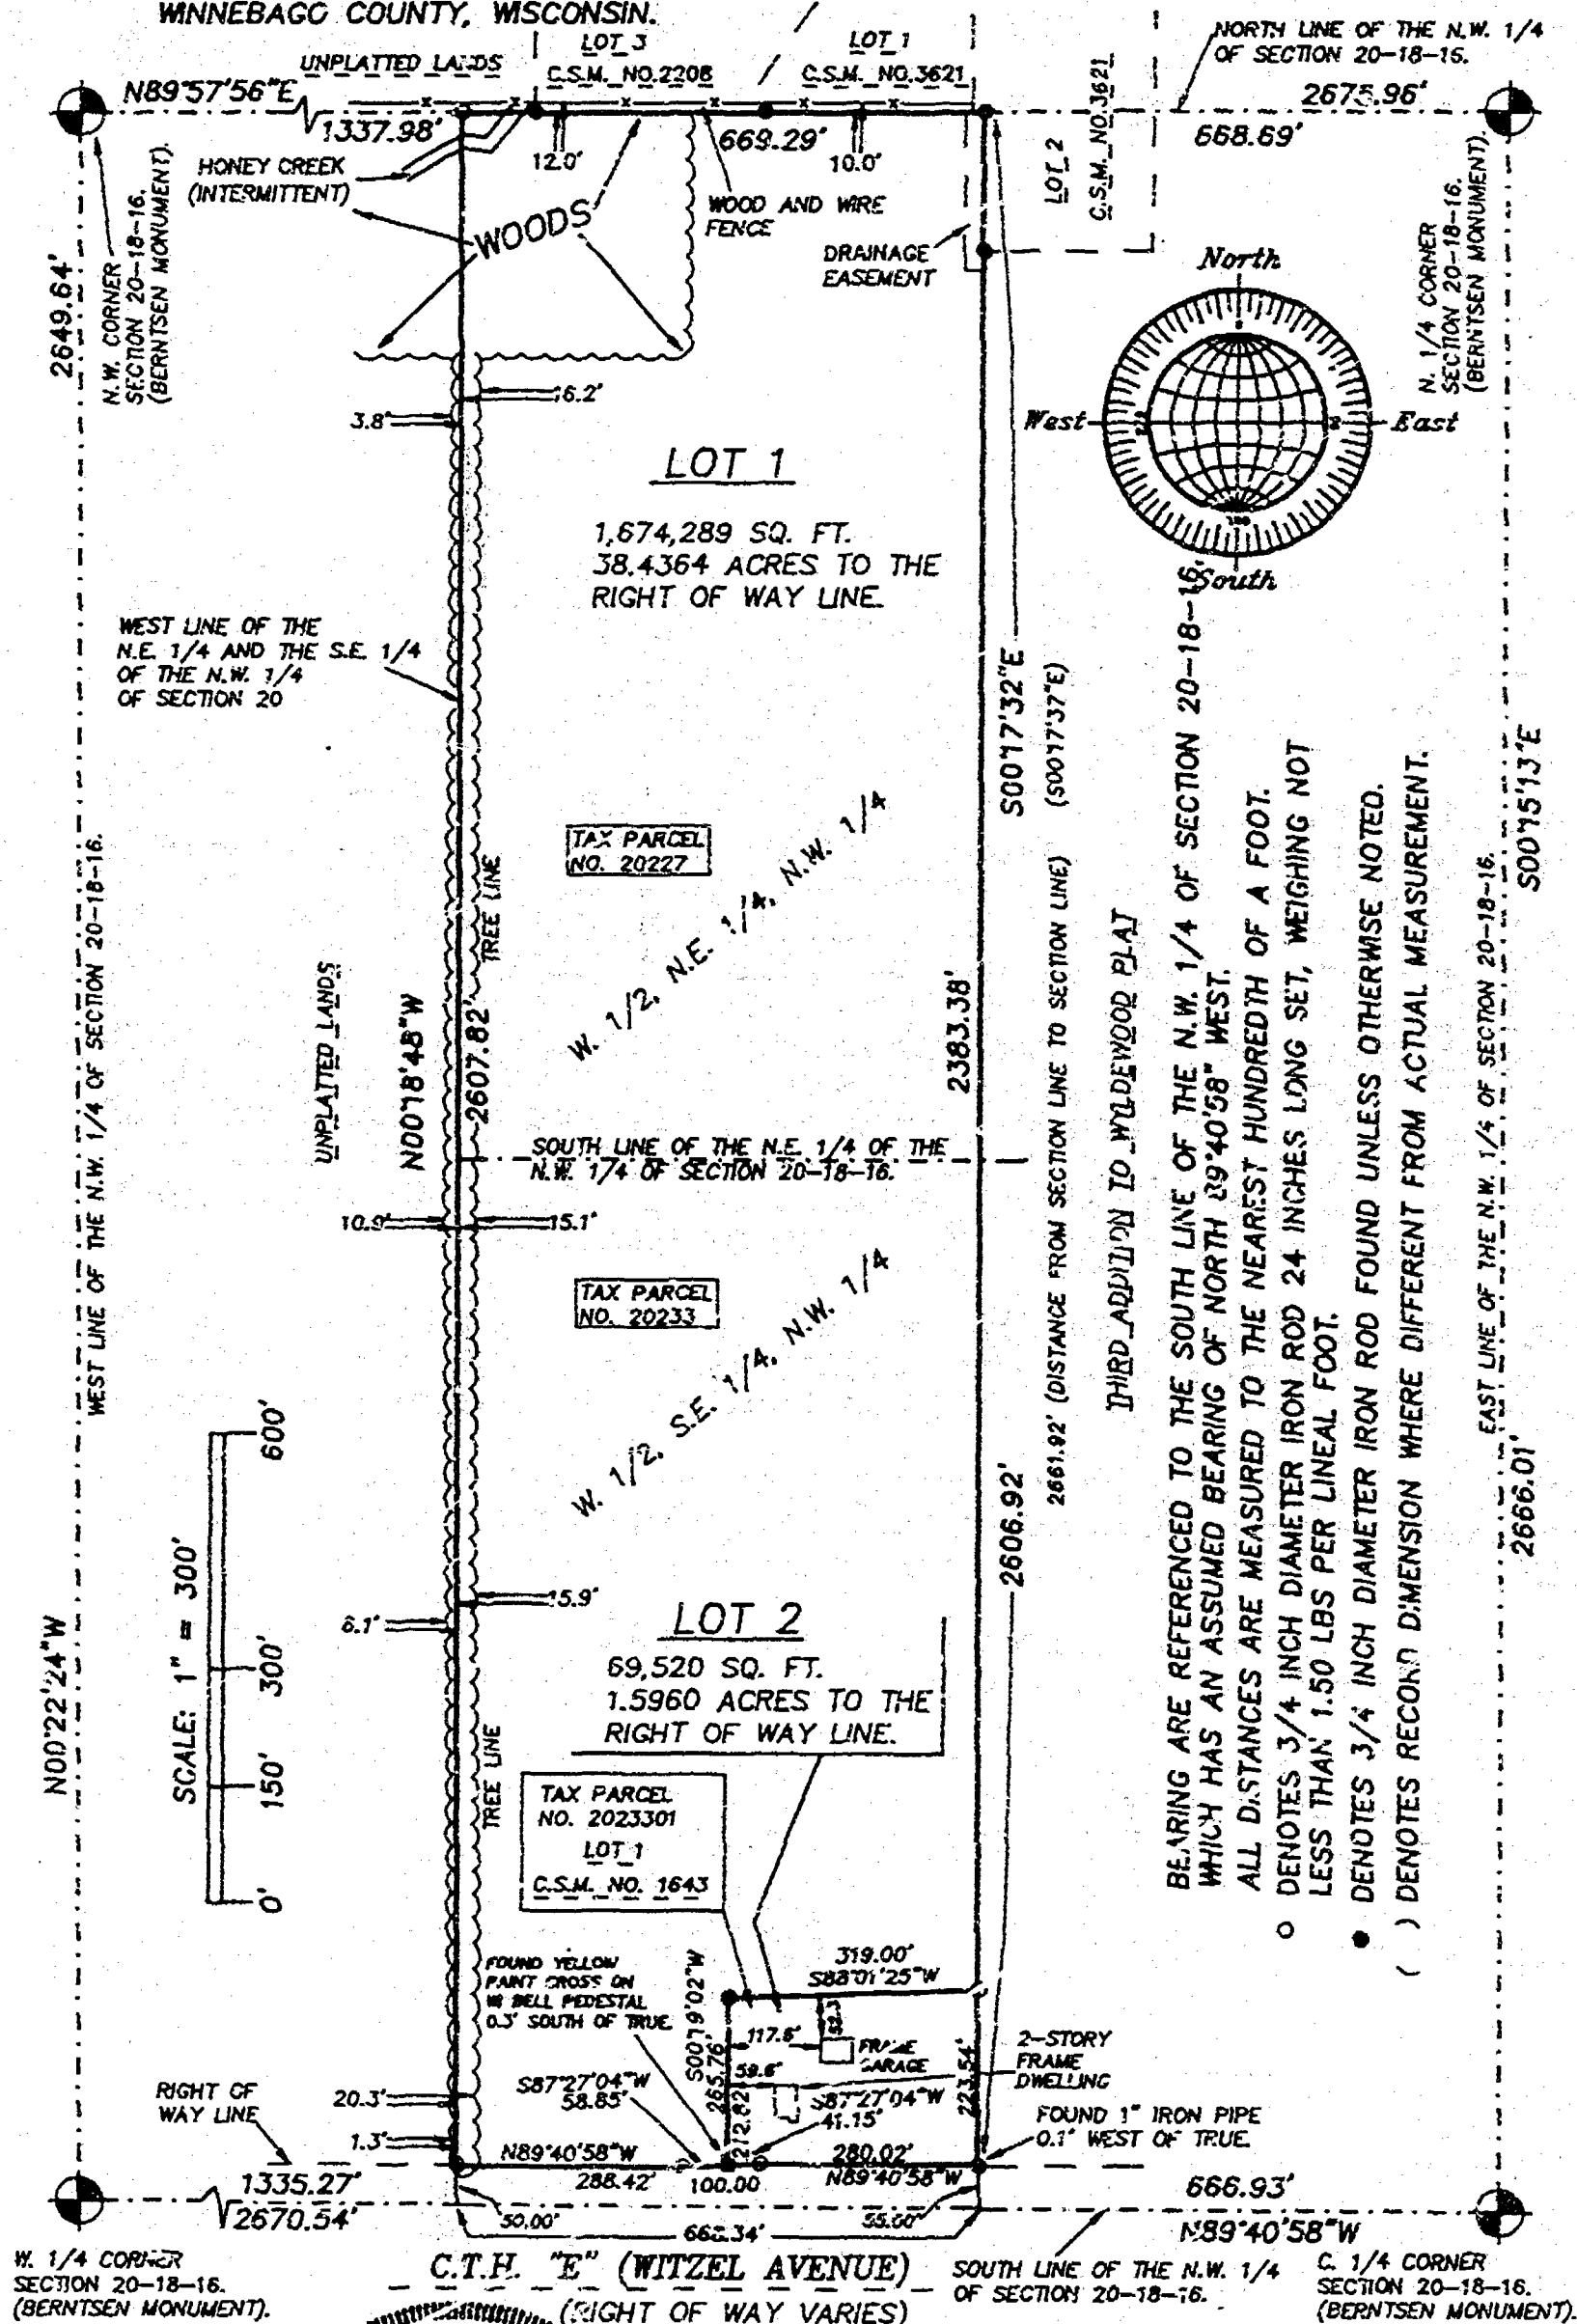 WINNEBAGO COUNTY, WISCONSIN.
UNPLATTED LANDS
LOT 3
C.S.M. NO.2208
LOT 1
C.S.M. NO.3621
NORTH LINE OF THE N.W. 1/4
OF SECTION 20-18-16.
N89°57'56"E
1337.98'
669.29'
2675.96'
668.69'
12.0'
10.0'
HONEY CREEK
(INTERMITTENT)
WOODS
WOOD AND WIRE
FENCE
DRAINAGE
EASEMENT
LOT 2
C.S.M. NO.3621
2649.64'
N.W. CORNER
SECTION 20-18-16.
(BERNTSEN MONUMENT).
N. 1/4 CORNER
SECTION 20-18-16.
(BERNTSEN MONUMENT).
North
West
East
South
16.2'
3.8'
LOT 1
1,674,289 SQ. FT.
38.4364 ACRES TO THE
RIGHT OF WAY LINE.
WEST LINE OF THE
N.E. 1/4 AND THE S.E. 1/4
OF THE N.W. 1/4
OF SECTION 20
S00°17'32"E
(S00°17'37"E)
S00°15'13"E
TAX PARCEL
NO. 20227
W. 1/2, N.E. 1/4, N.W. 1/4
TREE LINE
WEST LINE OF THE N.W. 1/4 OF SECTION 20-18-16.
UNPLATTED LANDS
N00°18'48"W
2607.82'
2383.38'
SOUTH LINE OF THE N.E. 1/4 OF THE
N.W. 1/4 OF SECTION 20-18-16.
10.9'
15.1'
TAX PARCEL
NO. 20233
W. 1/2, S.E. 1/4, N.W. 1/4
2661.92' (DISTANCE FROM SECTION LINE TO SECTION LINE)
2606.92'
THIRD ADDITION TO WYLDEWOOD PLAT
BEARING ARE REFERENCED TO THE SOUTH LINE OF THE N.W. 1/4 OF SECTION 20-18-16,
WHICH HAS AN ASSUMED BEARING OF NORTH 89°40'58" WEST.
ALL DISTANCES ARE MEASURED TO THE NEAREST HUNDREDTH OF A FOOT.
○ DENOTES 3/4 INCH DIAMETER IRON ROD 24 INCHES LONG SET, WEIGHING NOT
LESS THAN 1.50 LBS PER LINEAL FOOT.
● DENOTES 3/4 INCH DIAMETER IRON ROD FOUND UNLESS OTHERWISE NOTED.
( ) DENOTES RECORD DIMENSION WHERE DIFFERENT FROM ACTUAL MEASUREMENT.
EAST LINE OF THE N.W. 1/4 OF SECTION 20-18-16.
2666.01'
SCALE: 1" = 300'
600'
300'
150'
0'
N00°22'24"W
6.1'
15.9'
LOT 2
69,520 SQ. FT.
1.5960 ACRES TO THE
RIGHT OF WAY LINE.
TREE LINE
TAX PARCEL
NO. 2023301
LOT 1
C.S.M. NO. 1643
FOUND YELLOW
PAINT CROSS ON
BELL PEDESTAL
0.3' SOUTH OF TRUE.
319.00'
S88°01'25"W
S00°19'02"W
265.76'
212.82'
117.6'
52.3'
FRAME
GARAGE
59.6'
2-STORY
FRAME
DWELLING
S87°27'04"W
58.85'
S87°27'04"W
41.15'
223.54'
FOUND 1" IRON PIPE
0.1' WEST OF TRUE.
RIGHT OF
WAY LINE
20.3'
1.3'
N89°40'58"W
288.42'
100.00
280.02'
N89°40'58"W
1335.27'
2670.54'
50.00'
55.00'
666.93'
N89°40'58"W
W. 1/4 CORNER
SECTION 20-18-16.
(BERNTSEN MONUMENT).
C.T.H. "E" (WITZEL AVENUE)
(RIGHT OF WAY VARIES)
SOUTH LINE OF THE N.W. 1/4
OF SECTION 20-18-16.
C. 1/4 CORNER
SECTION 20-18-16.
(BERNTSEN MONUMENT).